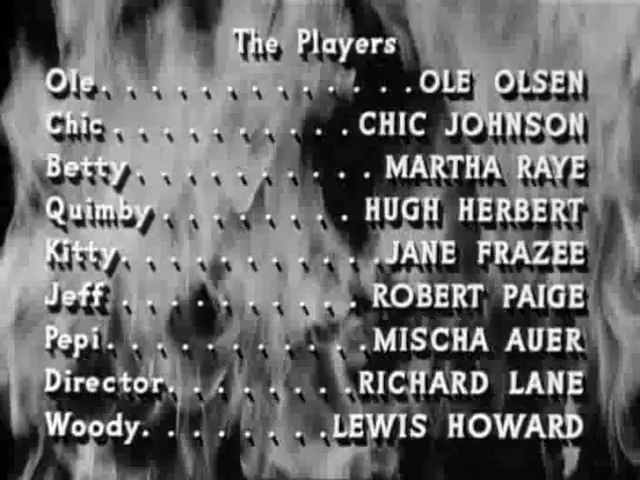 The Players
Ole. . . . . . . . . . . . . .OLE OLSEN
Chic . . . . . . . . . . . CHIC JOHNSON
Betty. . . . . . . . . . . MARTHA RAYE
Quimby . . . . . . . . . HUGH HERBERT
Kitty. . . . . . . . . . . .JANE FRAZEE
Jeff . . . . . . . . . . . ROBERT PAIGE
Pepi. . . . . . . . . . . .MISCHA AUER
Director. . . . . . . .RICHARD LANE
Woody. . . . . . . .LEWIS HOWARD